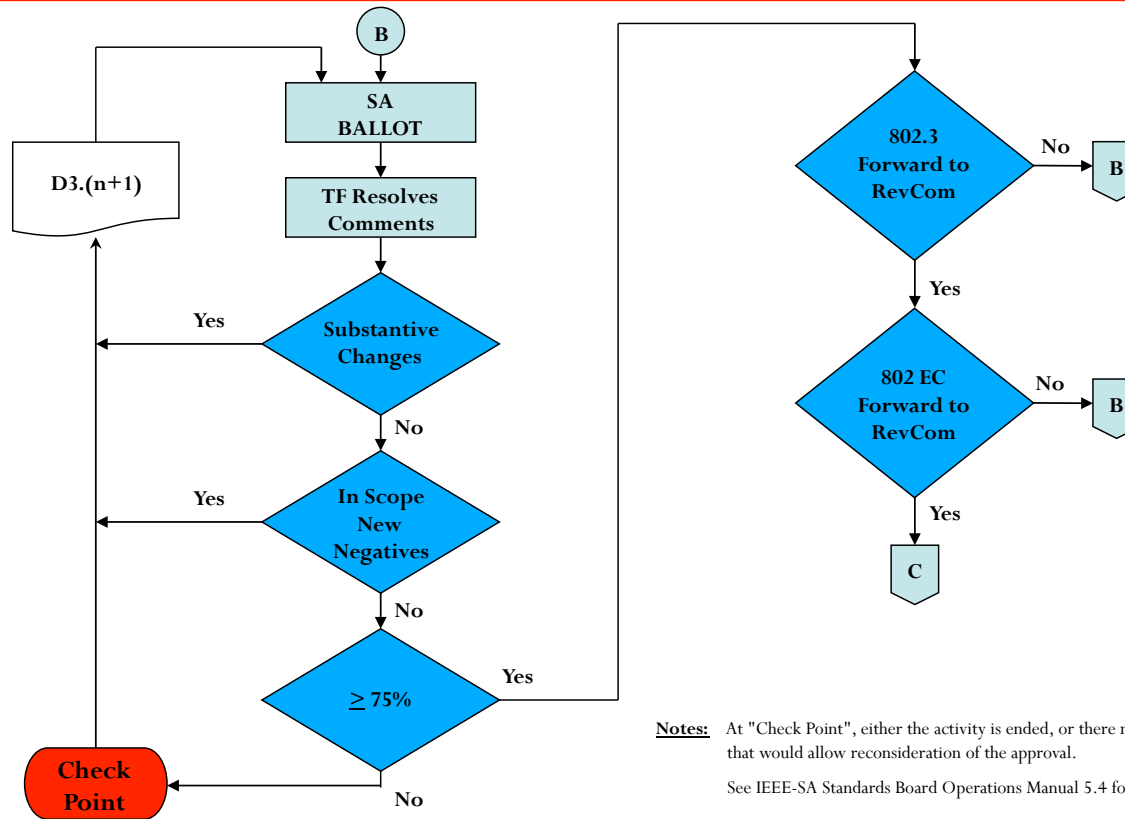 B
SA
BALLOT
D3.(n+1)
TF Resolves
Comments
Yes
Substantive
Changes
No
Yes
In Scope
New
Negatives
No
≥ 75%
Yes
No
Check
Point
802.3
Forward to
RevCom
No
B
Yes
802 EC
Forward to
RevCom
No
B
Yes
C
Notes: At "Check Point", either the activity is ended, or there
that would allow reconsideration of the approval.
See IEEE-SA Standards Board Operations Manual 5.4